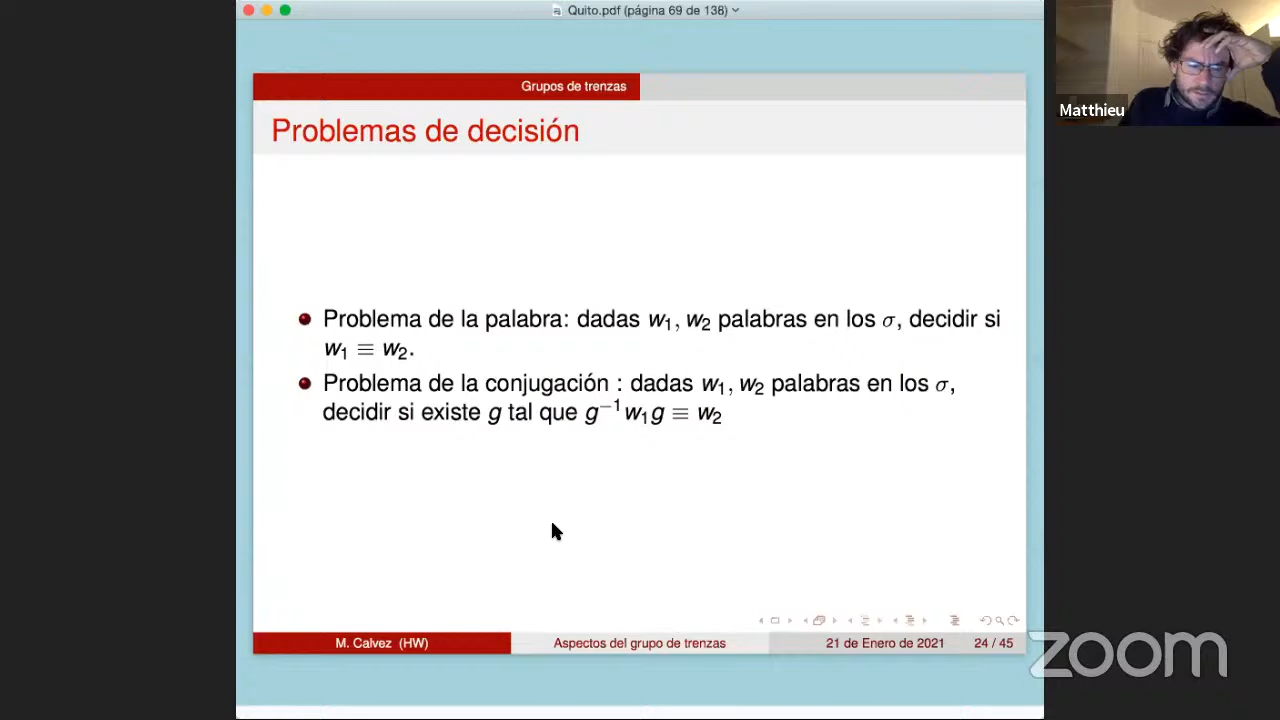 Quito.pdf (página 69 de 138)
Grupos de trenzas
Problemas de decisión
Matthieu
Problema de la palabra: dadas w₁, w₂ palabras en los σ, decidir si
w₁ ≡ w₂.
Problema de la conjugación : dadas w₁, w₂ palabras en los σ,
decidir si existe g tal que g⁻¹w₁g ≡ w₂
M. Calvez (HW) Aspectos del grupo de trenzas 21 de Enero de 2021 24 / 45
zoom